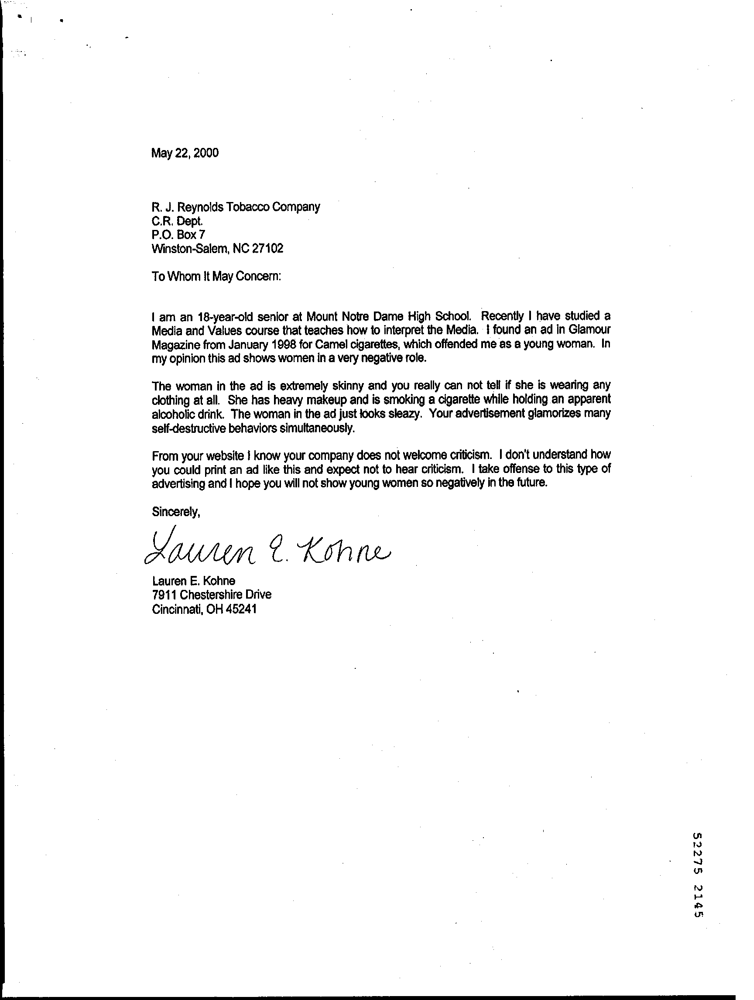 May 22, 2000
R. J. Reynolds Tobacco Company
C.R. Dept.
P.O. Box 7
Winston-Salem, NC 27102
To Whom It May Concern:
I am an 18-year-old senior at Mount Notre Dame High School. Recently I have studied a
Media and Values course that teaches how to interpret the Media. I found an ad in Glamour
Magazine from January 1998 for Camel cigarettes, which offended me as a young woman. In
my opinion this ad shows women in a very negative role.
The woman in the ad is extremely skinny and you really can not tell if she is wearing any
clothing at all. She has heavy makeup and is smoking a cigarette while holding an apparent
alcoholic drink. The woman in the ad just looks sleazy. Your advertisement glamorizes many
self-destructive behaviors simultaneously.
From your website I know your company does not welcome criticism. I don't understand how
you could print an ad like this and expect not to hear criticism. I take offense to this type of
advertising and I hope you will not show young women so negatively in the future.
Sincerely,
Lauren E. Kohne
Lauren E. Kohne
7911 Chestershire Drive
Cincinnati, OH 45241
52275 2145